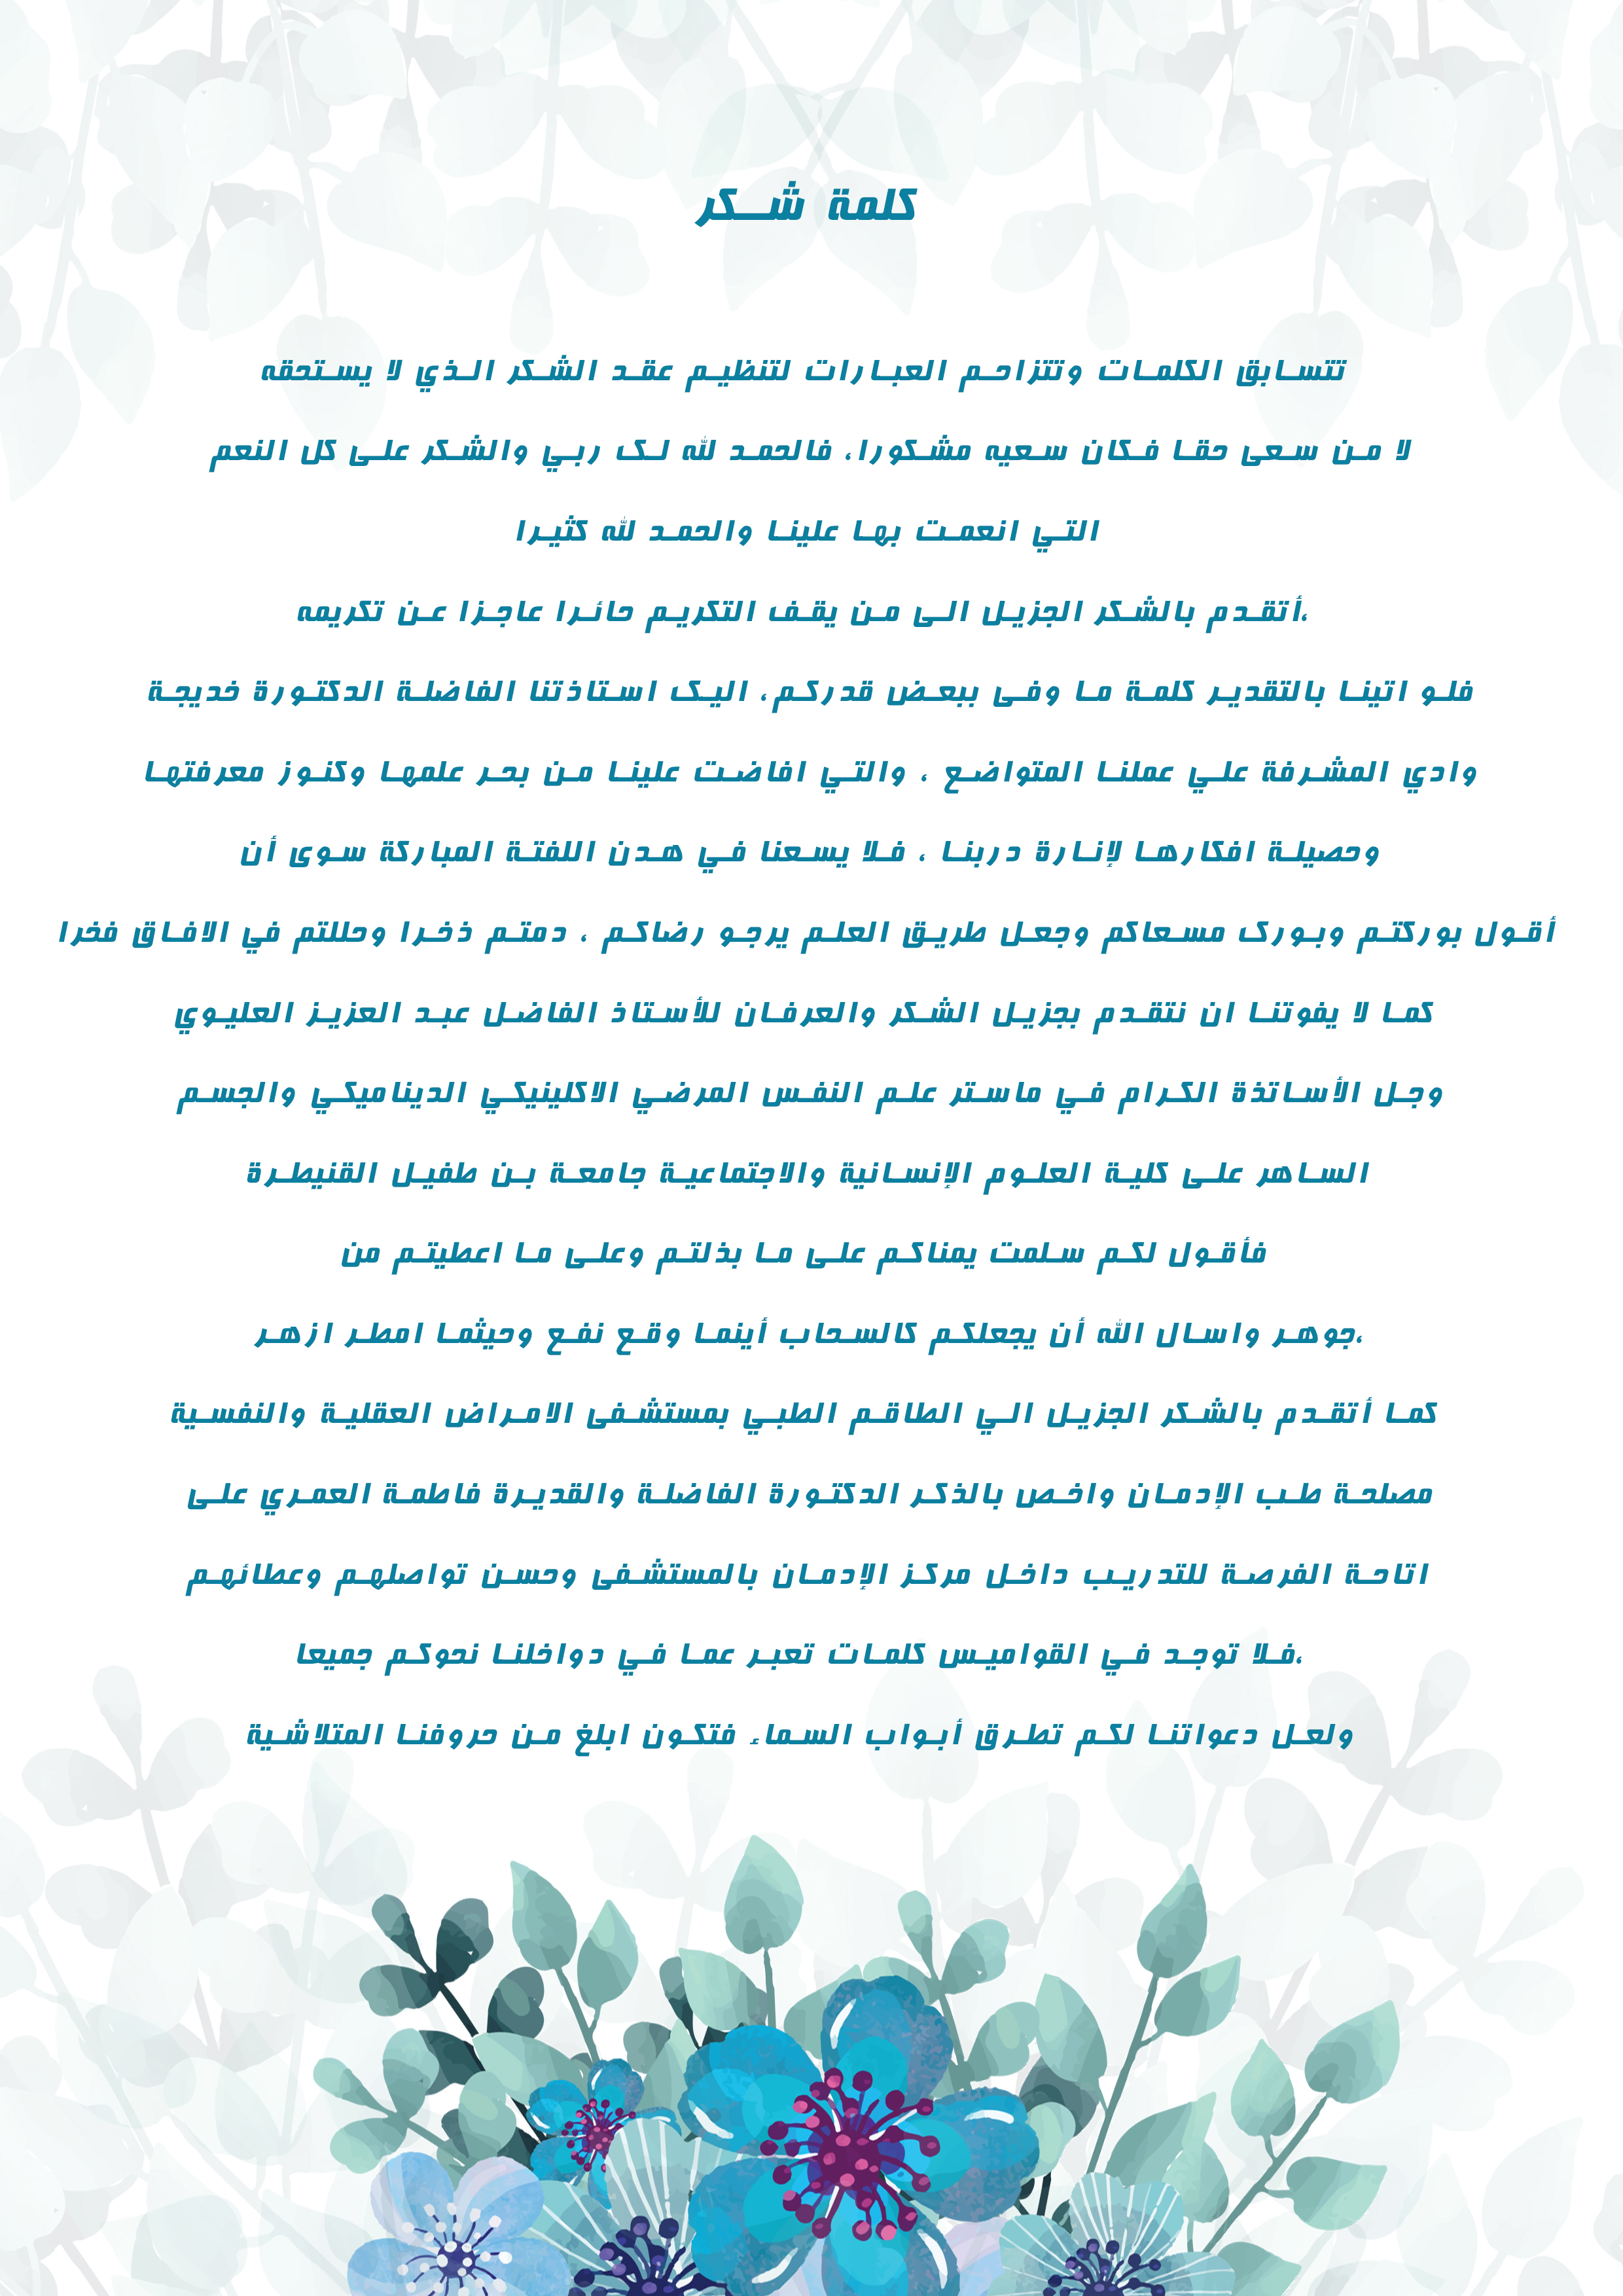 كلمة شكر
تتسابق الكلمات وتتزاحم العبارات لتنظيم عقد الشكر الذي لا يستحقه
لا من سعى حقا فكان سعيه مشكورا، فالحمد لله لك ربي والشكر على كل النعم
التي انعمت بها علينا والحمد لله كثيرا
،أتقدم بالشكر الجزيل الى من يقف التكريم حائرا عاجزا عن تكريمه
فلو اتينا بالتقدير كلمة ما وفى ببعض قدركم، اليك استاذتنا الفاضلة الدكتورة خديجة
وادي المشرفة علي عملنا المتواضع ، والتي افاضت علينا من بحر علمها وكنوز معرفتها
وحصيلة افكارها لإنارة دربنا ، فلا يسعنا في هدن اللفتة المباركة سوى أن
أقول بوركتم وبورك مسعاكم وجعل طريق العلم يرجو رضاكم ، دمتم ذخرا وحللتم في الافاق فخرا
كما لا يفوتنا ان نتقدم بجزيل الشكر والعرفان للأستاذ الفاضل عبد العزيز العليوي
وجل الأساتذة الكرام في ماستر علم النفس المرضي الاكلينيكي الديناميكي والجسم
الساهر على كلية العلوم الإنسانية والاجتماعية جامعة بن طفيل القنيطرة
فأقول لكم سلمت يمناكم على ما بذلتم وعلى ما اعطيتم من
،جوهر واسال الله أن يجعلكم كالسحاب أينما وقع نفع وحيثما امطر ازهر
كما أتقدم بالشكر الجزيل الي الطاقم الطبي بمستشفى الامراض العقلية والنفسية
مصلحة طب الإدمان واخص بالذكر الدكتورة الفاضلة والقديرة فاطمة العمري على
اتاحة الفرصة للتدريب داخل مركز الإدمان بالمستشفى وحسن تواصلهم وعطائهم
،فلا توجد في القواميس كلمات تعبر عما في دواخلنا نحوكم جميعا
ولعل دعواتنا لكم تطرق أبواب السماء فتكون ابلغ من حروفنا المتلاشية